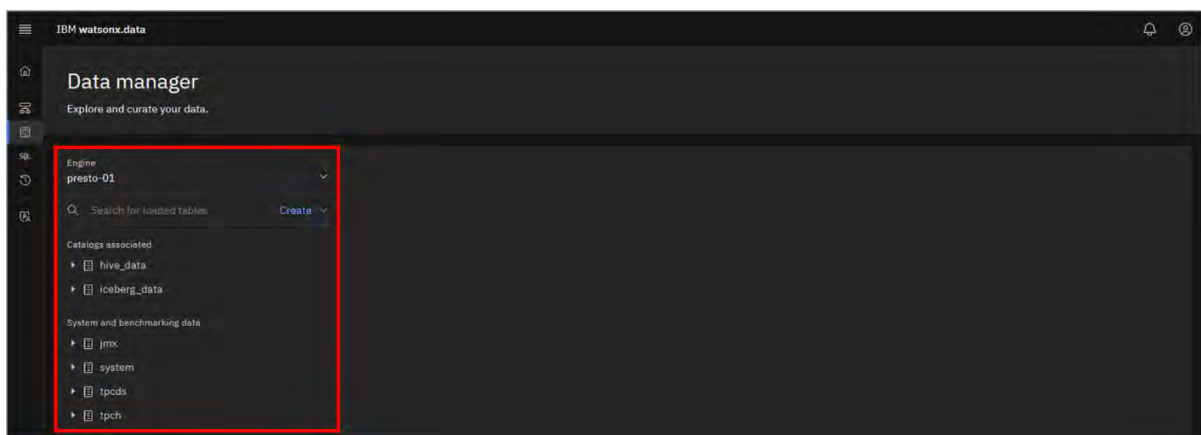 IBM watsonx.data
Data manager
Explore and curate your data.
SQL
Engine
presto-01
Search for loaded tables
Create
Catalogs associated
hive_data
iceberg_data
System and benchmarking data
jmx
system
tpcds
tpch